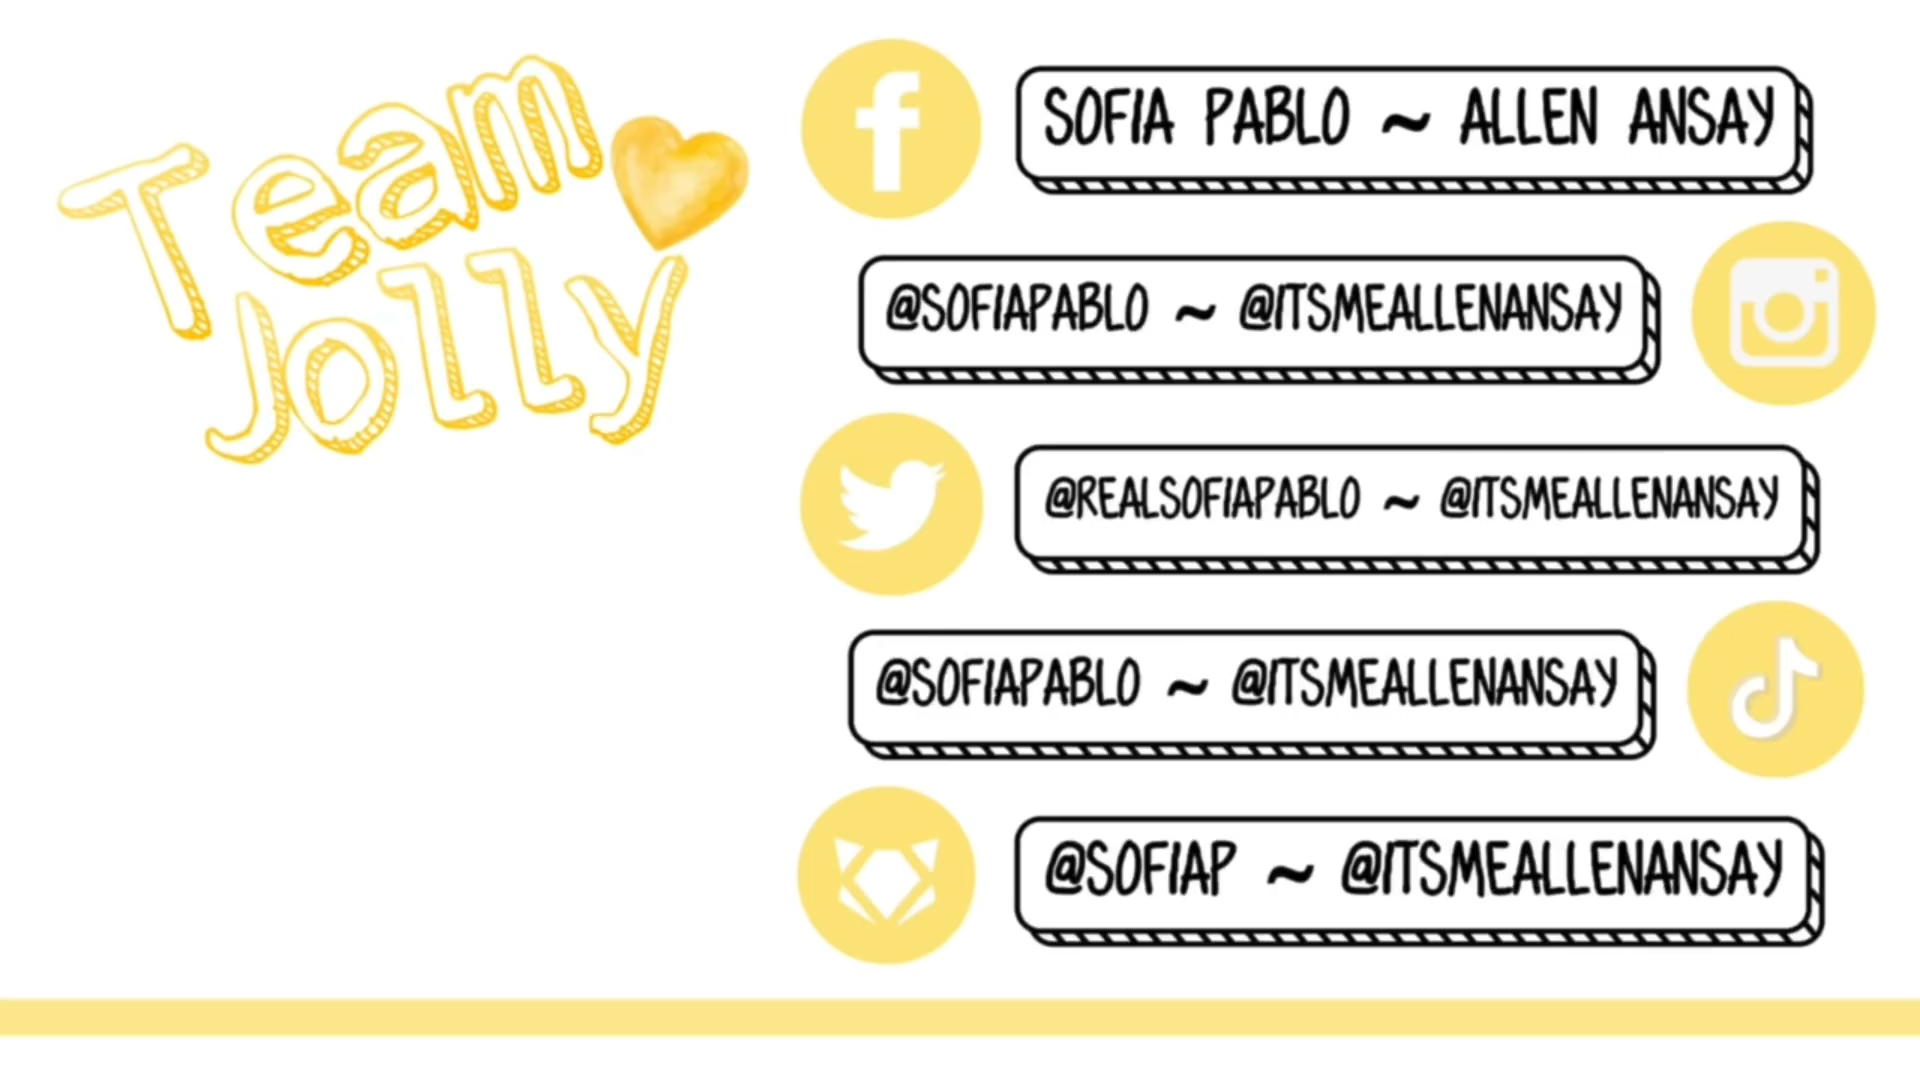 Team
Jolly
SOFIA PABLO ~ ALLEN ANSAY
@SOFIAPABLO ~ @ITSMEALLENANSAY
@REALSOFIAPABLO ~ @ITSMEALLENANSAY
@SOFIAPABLO ~ @ITSMEALLENANSAY
@SOFIAP ~ @ITSMEALLENANSAY